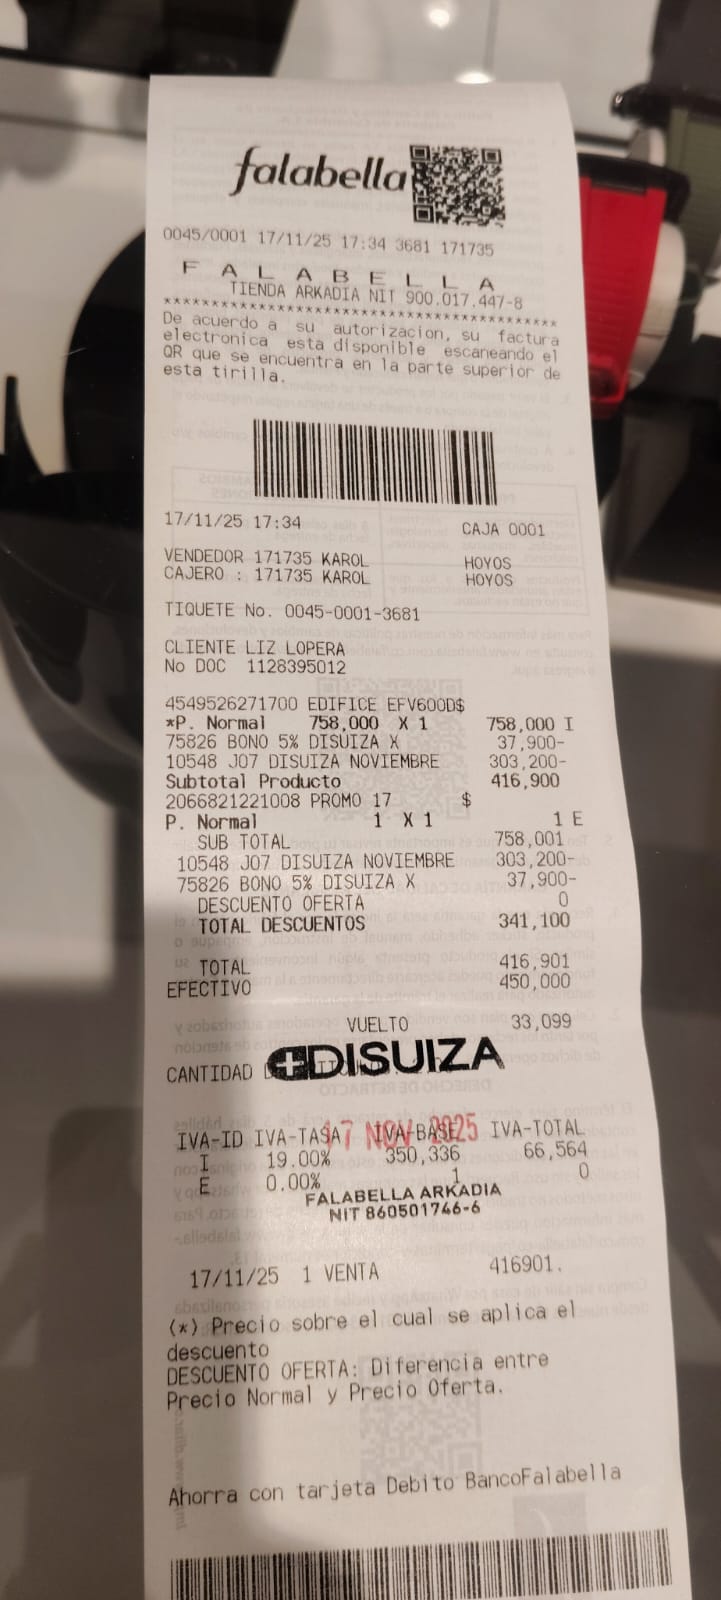 falabella
0045/0001 17/11/25 17:34 3681 171735
F A L A B E L L A
TIENDA ARKADIA NIT 900.017.447-8
******************************************
De acuerdo a su autorizacion, su factura
electronica esta disponible escaneando el
QR que se encuentra en la parte superior de
esta tirilla.
17/11/25 17:34 CAJA 0001
VENDEDOR 171735 KAROL HOYOS
CAJERO : 171735 KAROL HOYOS
TIQUETE No. 0045-0001-3681
CLIENTE LIZ LOPERA
No DOC 1128395012
4549526271700 EDIFICE EFV600D$
*P. Normal 758,000 X 1 758,000 I
75826 BONO 5% DISUIZA X 37,900-
10548 J07 DISUIZA NOVIEMBRE 303,200-
Subtotal Producto 416,900
2066821221008 PROMO 17 $
P. Normal 1 X 1 1 E
SUB TOTAL 758,001
10548 J07 DISUIZA NOVIEMBRE 303,200-
75826 BONO 5% DISUIZA X 37,900-
DESCUENTO OFERTA 0
TOTAL DESCUENTOS 341,100
TOTAL 416,901
EFECTIVO 450,000
VUELTO 33,099
DISUIZA
CANTIDAD
17 NOV 2025
IVA-ID IVA-TASA IVA-BASE IVA-TOTAL
I 19.00% 350,336 66,564
E 0.00% 1 0
FALABELLA ARKADIA
NIT 860501746-6
17/11/25 1 VENTA 416901.
(*) Precio sobre el cual se aplica el
descuento
DESCUENTO OFERTA: Diferencia entre
Precio Normal y Precio Oferta.
Ahorra con tarjeta Debito BancoFalabella